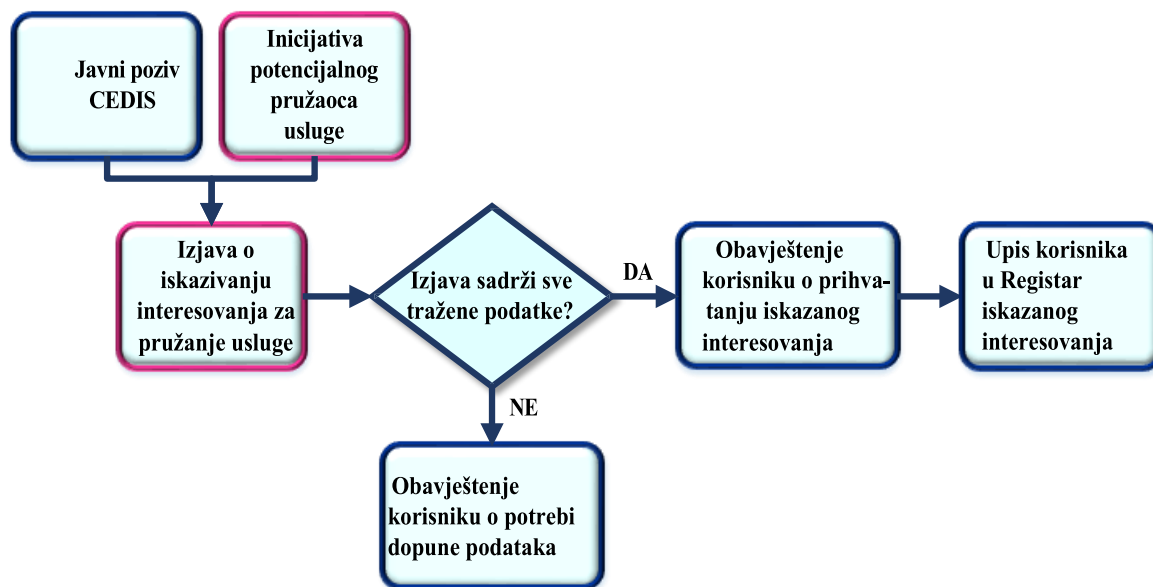 Javni poziv
CEDIS
Inicijativa
potencijalnog
pružaoca
usluge
Izjava o
iskazivanju
interesovanja za
pružanje usluge
Izjava sadrži sve
tražene podatke?
DA
NE
Obavještenje
korisniku o prihva-
tanju iskazanog
interesovanja
Upis korisnika
u Registar
iskazanog
interesovanja
Obavještenje
korisniku o potrebi
dopune podataka